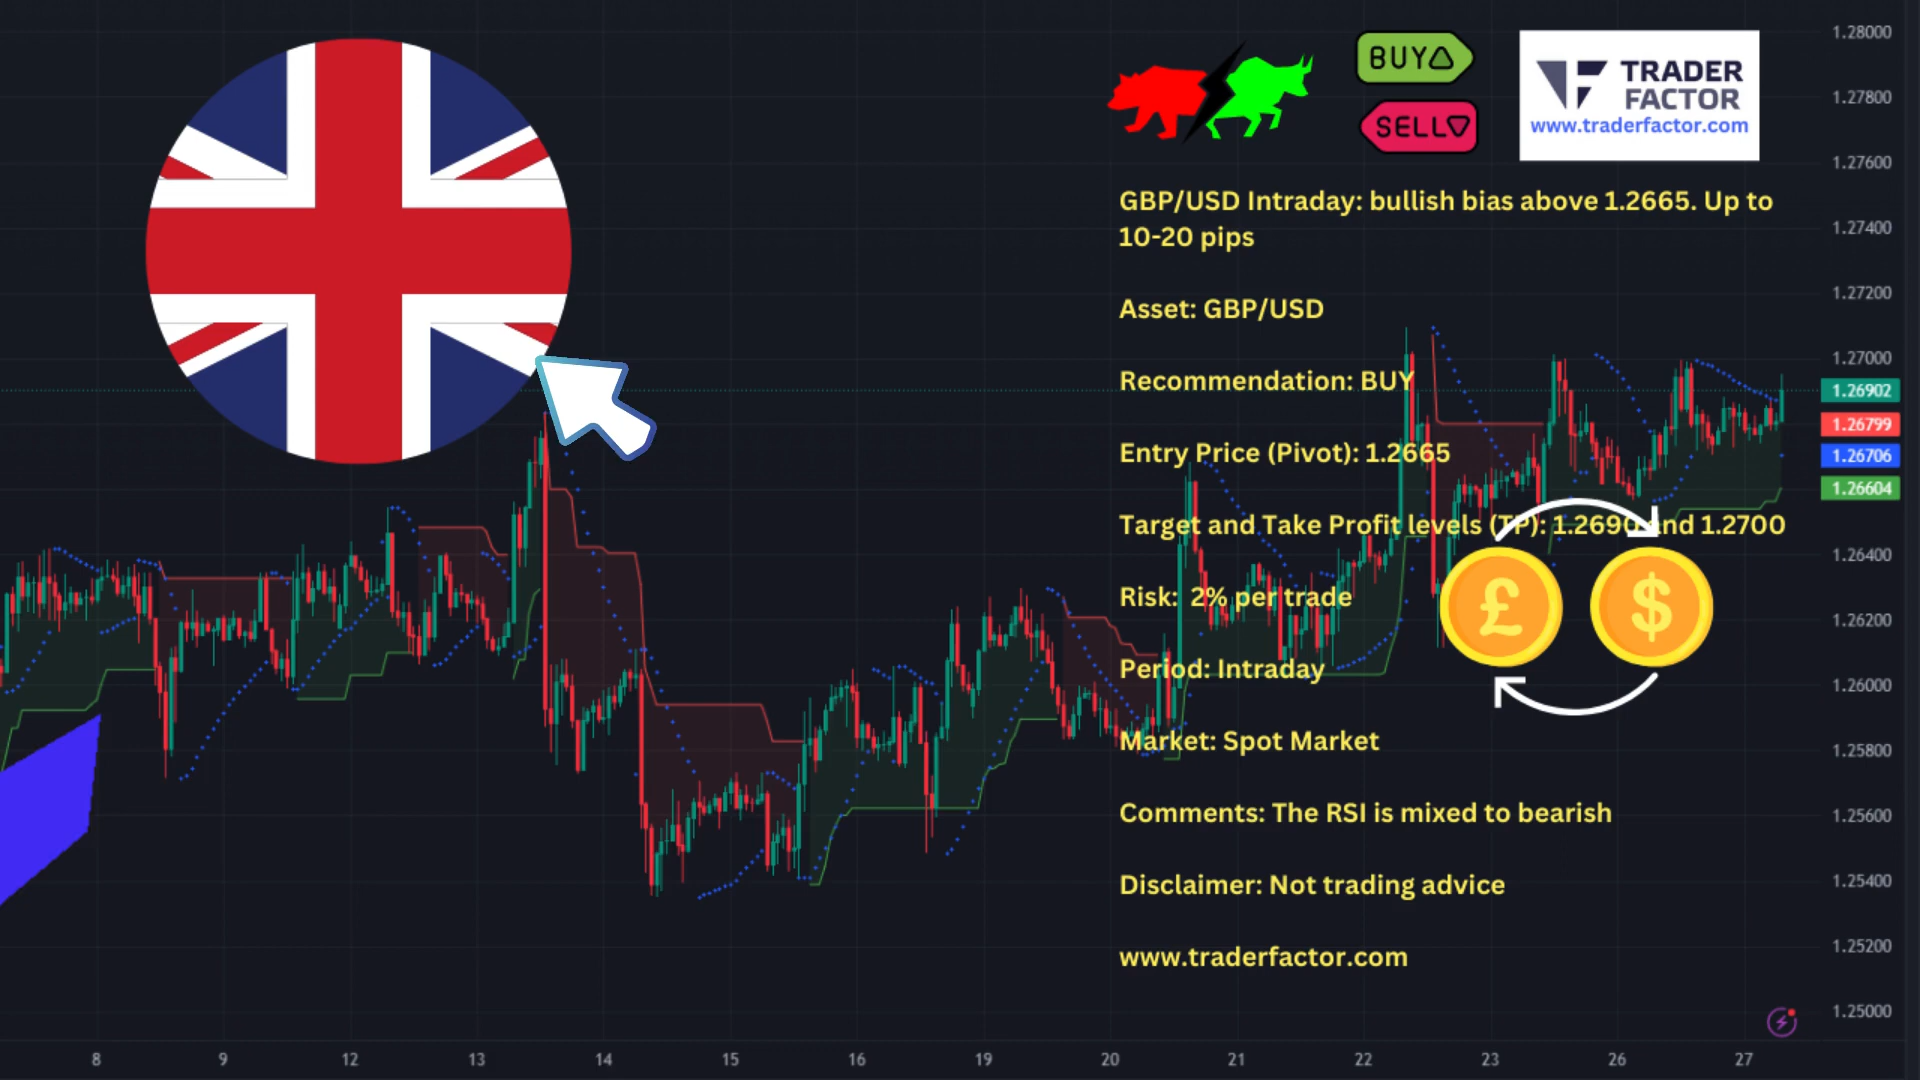 BUY
SELL
TRADER
FACTOR
www.traderfactor.com
GBP/USD Intraday: bullish bias above 1.2665. Up to
10-20 pips
Asset: GBP/USD
Recommendation: BUY
Entry Price (Pivot): 1.2665
Target and Take Profit levels (TP): 1.2690 and 1.2700
Risk: 2% per trade
Period: Intraday
Market: Spot Market
Comments: The RSI is mixed to bearish
Disclaimer: Not trading advice
www.traderfactor.com
£ $
1.28000
1.27800
1.27600
1.27400
1.27200
1.27000
1.26902
1.26799
1.26706
1.26604
1.26400
1.26200
1.26000
1.25800
1.25600
1.25400
1.25200
1.25000
8 9 12 13 14 15 16 19 20 21 22 23 26 27